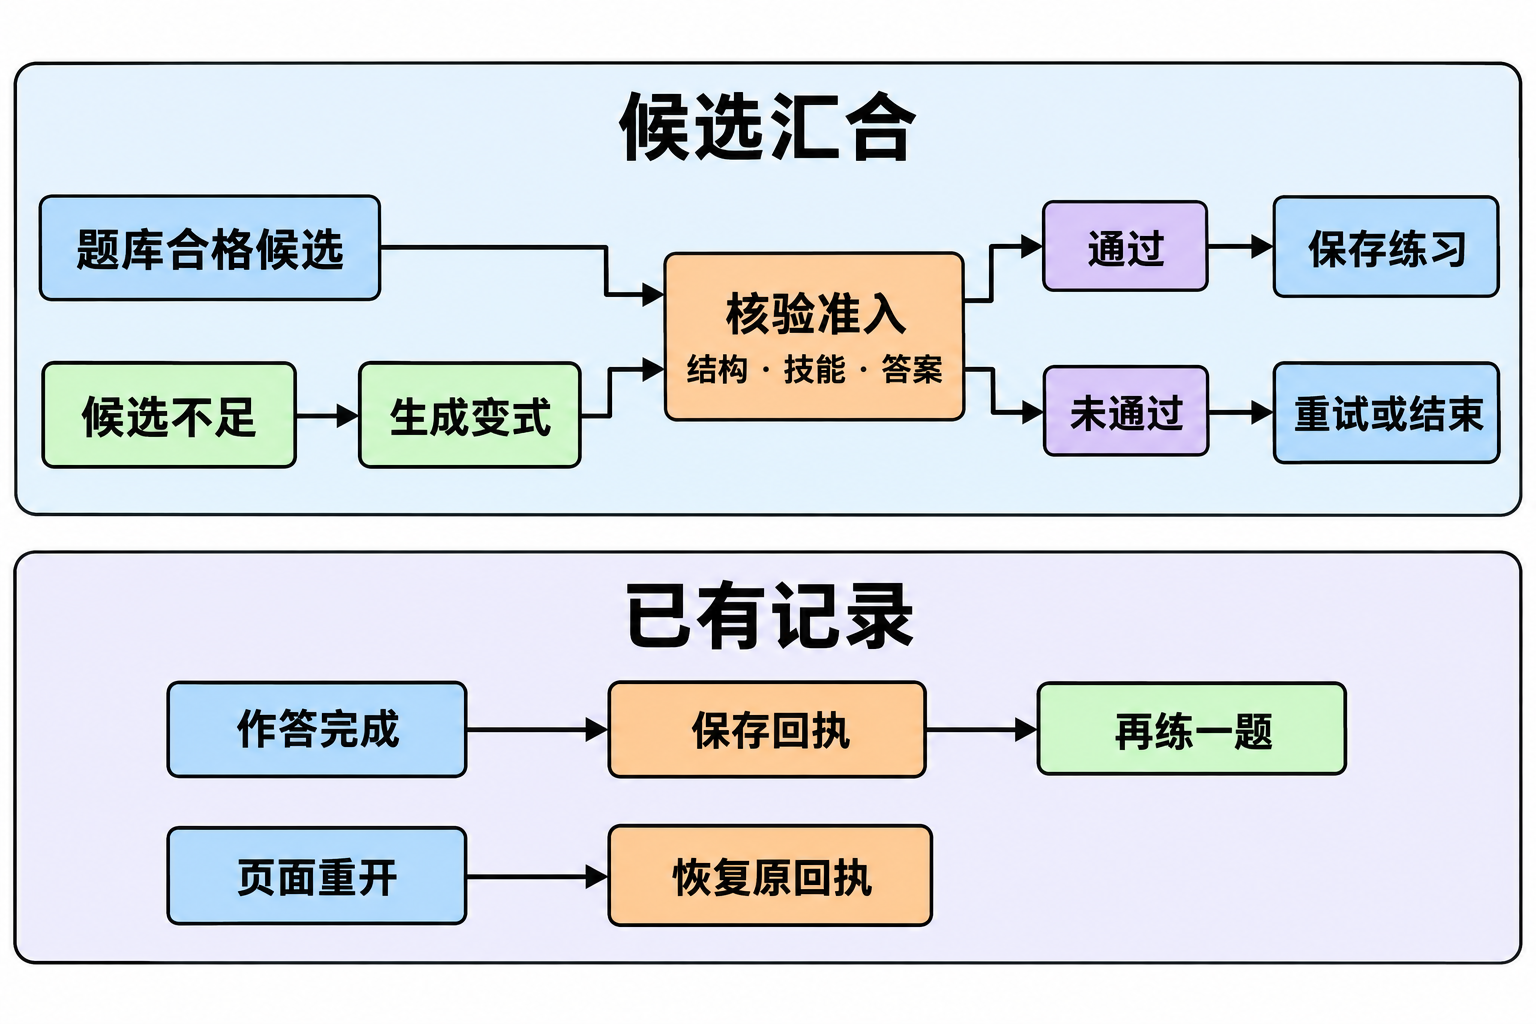 候选汇合
题库合格候选
候选不足
生成变式
核验准入
结构 · 技能 · 答案
通过
保存练习
未通过
重试或结束
已有记录
作答完成
保存回执
再练一题
页面重开
恢复原回执